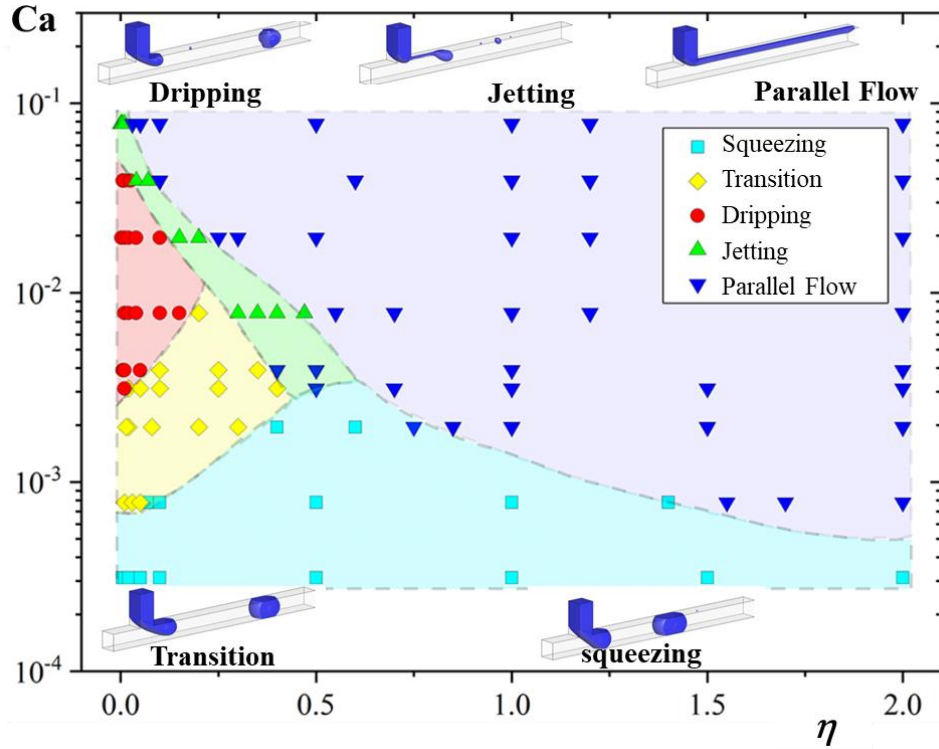 Ca
Dripping
Jetting
Parallel Flow
10⁻¹
Squeezing
Transition
Dripping
Jetting
Parallel Flow
10⁻²
10⁻³
Transition
squeezing
10⁻⁴
0.0 0.5 1.0 1.5 2.0
η